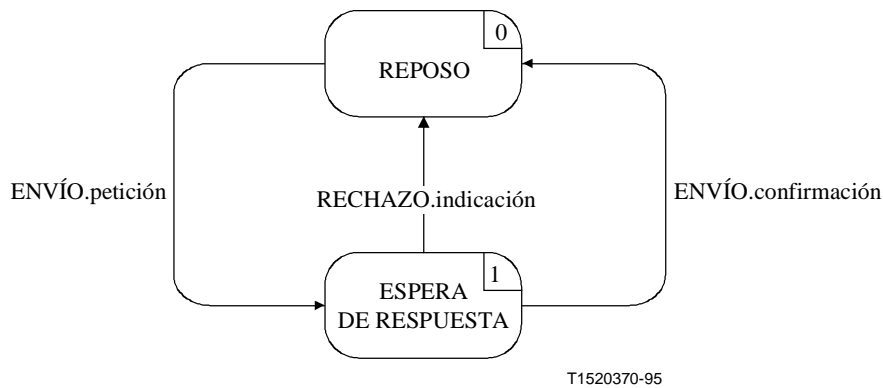 0
REPOSO
ENVÍO.petición
RECHAZO.indicación
ENVÍO.confirmación
1
ESPERA
DE RESPUESTA
T1520370-95